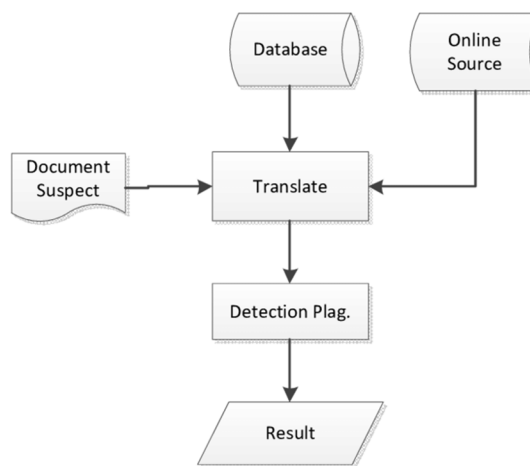 Database
Online
Source
Document
Suspect
Translate
Detection Plag.
Result